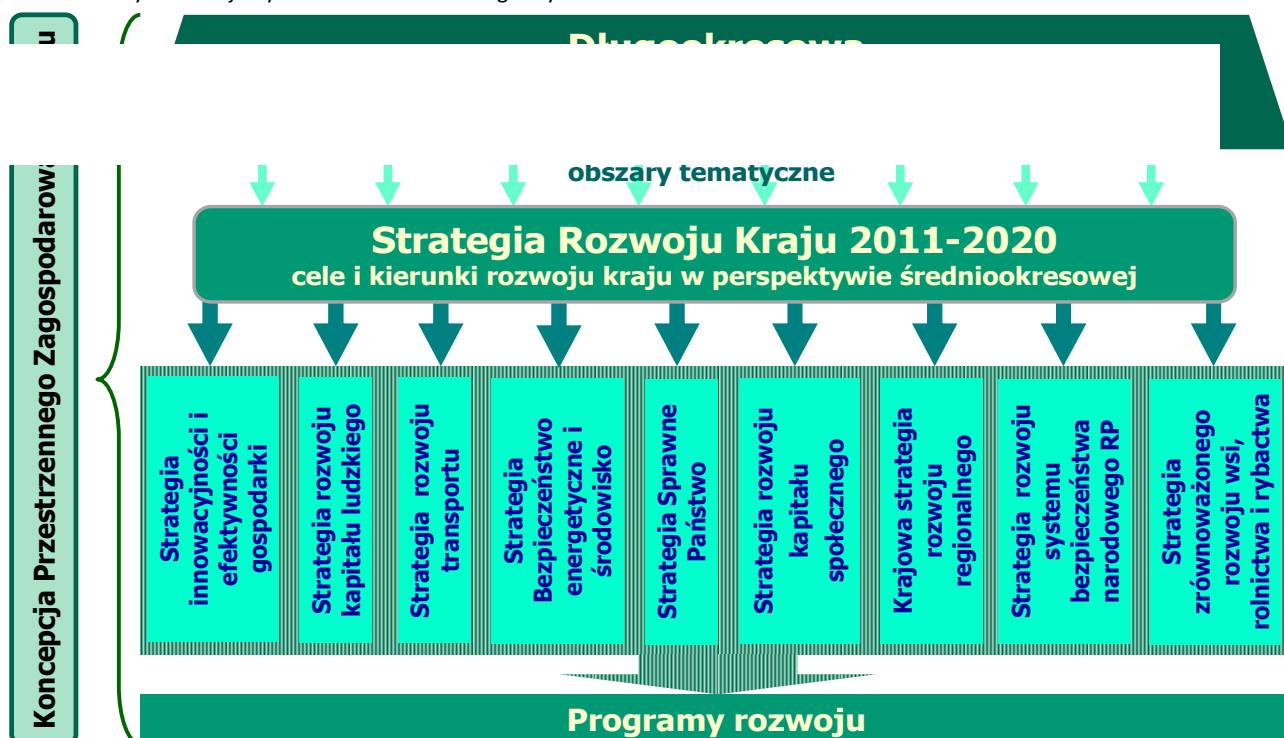 Długookresowa
obszary tematyczne
Strategia Rozwoju Kraju 2011-2020
cele i kierunki rozwoju kraju w perspektywie średniookresowej
Koncepcja Przestrzennego
Strategia
innowacyjności i
efektywności
gospodarki
Strategia rozwoju
kapitału ludzkiego
Strategia rozwoju
transportu
Strategia
Bezpieczeństwo
energetyczne i
środowisko
Strategia Sprawne
Państwo
Strategia rozwoju
kapitału
społecznego
Krajowa strategia
rozwoju
regionalnego
Strategia rozwoju
systemu
bezpieczeństwa
narodowego RP
Strategia
zrównoważonego
rozwoju wsi,
rolnictwa i rybactwa
Programy rozwoju